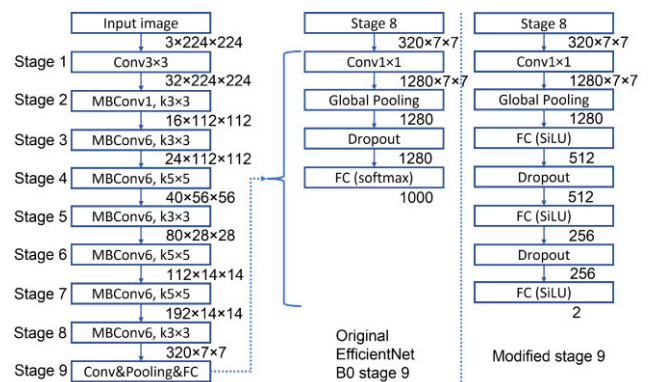 Input image
3×224×224
Stage 1
Conv3×3
32×224×224
Stage 2
MBConv1, k3×3
16×112×112
Stage 3
MBConv6, k3×3
24×112×112
Stage 4
MBConv6, k5×5
40×56×56
Stage 5
MBConv6, k3×3
80×28×28
Stage 6
MBConv6, k5×5
112×14×14
Stage 7
MBConv6, k5×5
192×14×14
Stage 8
MBConv6, k3×3
320×7×7
Stage 9
Conv&Pooling&FC
Stage 8
320×7×7
Conv1×1
1280×7×7
Global Pooling
1280
Dropout
1280
FC (softmax)
1000
Original
EfficientNet
B0 stage 9
Stage 8
320×7×7
Conv1×1
1280×7×7
Global Pooling
1280
FC (SiLU)
512
Dropout
512
FC (SiLU)
256
Dropout
256
FC (SiLU)
2
Modified stage 9